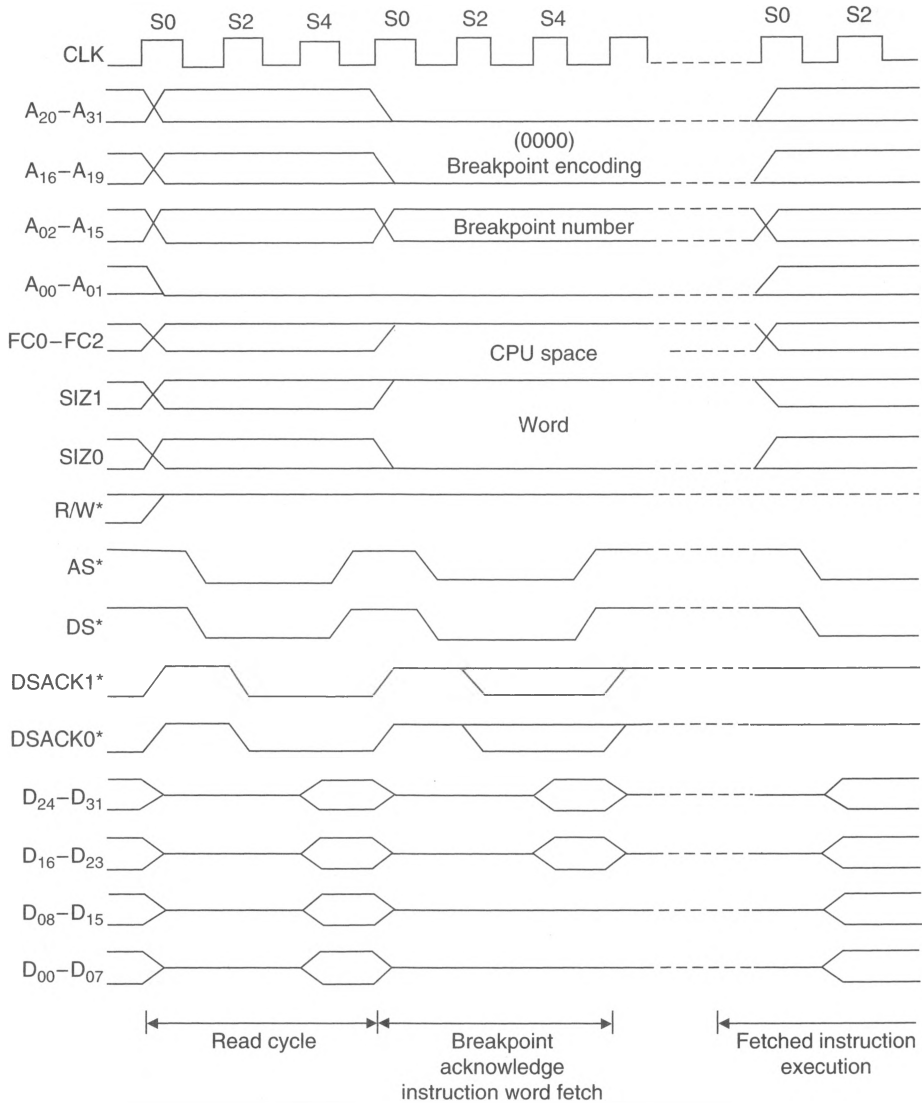 S0 S2 S4 S0 S2 S4 S0 S2
CLK
A20–A31
(0000)
A16–A19 Breakpoint encoding
A02–A15 Breakpoint number
A00–A01
FC0–FC2 CPU space
SIZ1
Word
SIZ0
R/W*
AS*
DS*
DSACK1*
DSACK0*
D24–D31
D16–D23
D08–D15
D00–D07
Read cycle Breakpoint Fetched instruction
acknowledge execution
instruction word fetch